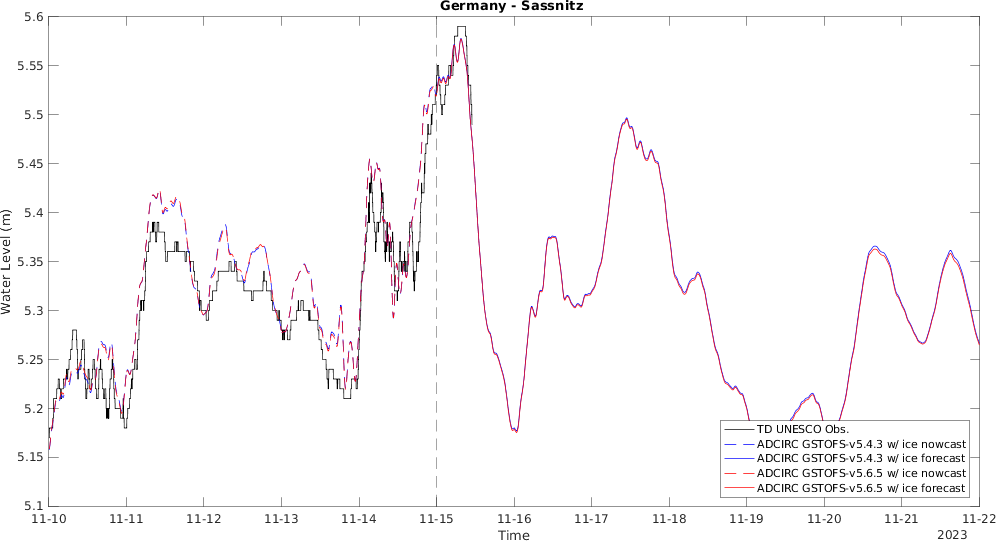 Germany - Sassnitz
5.6
5.55
5.5
5.45
5.4
5.35
5.3
5.25
5.2
5.15
5.1
Water Level (m)
11-10 11-11 11-12 11-13 11-14 11-15 11-16 11-17 11-18 11-19 11-20 11-21 11-22
Time
2023
TD UNESCO Obs.
ADCIRC GSTOFS-v5.4.3 w/ ice nowcast
ADCIRC GSTOFS-v5.4.3 w/ ice forecast
ADCIRC GSTOFS-v5.6.5 w/ ice nowcast
ADCIRC GSTOFS-v5.6.5 w/ ice forecast